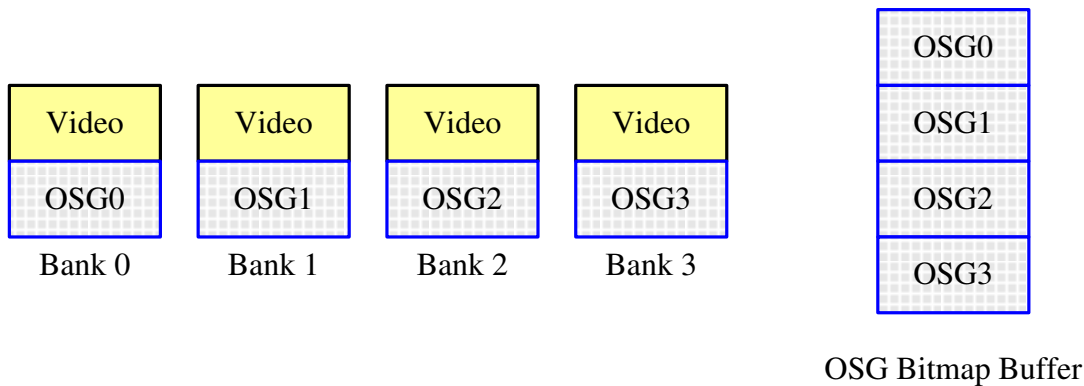 Video Video Video Video
OSG0 OSG1 OSG2 OSG3
Bank 0 Bank 1 Bank 2 Bank 3
OSG0
OSG1
OSG2
OSG3
OSG Bitmap Buffer